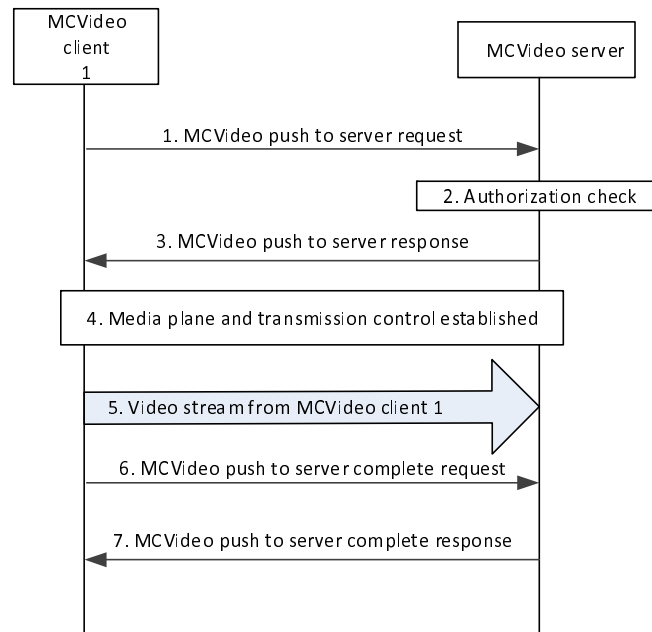 MCVideo
client
1
MCVideo server
1. MCVideo push to server request
2. Authorization check
3. MCVideo push to server response
4. Media plane and transmission control established
5. Video stream from MCVideo client 1
6. MCVideo push to server complete request
7. MCVideo push to server complete response